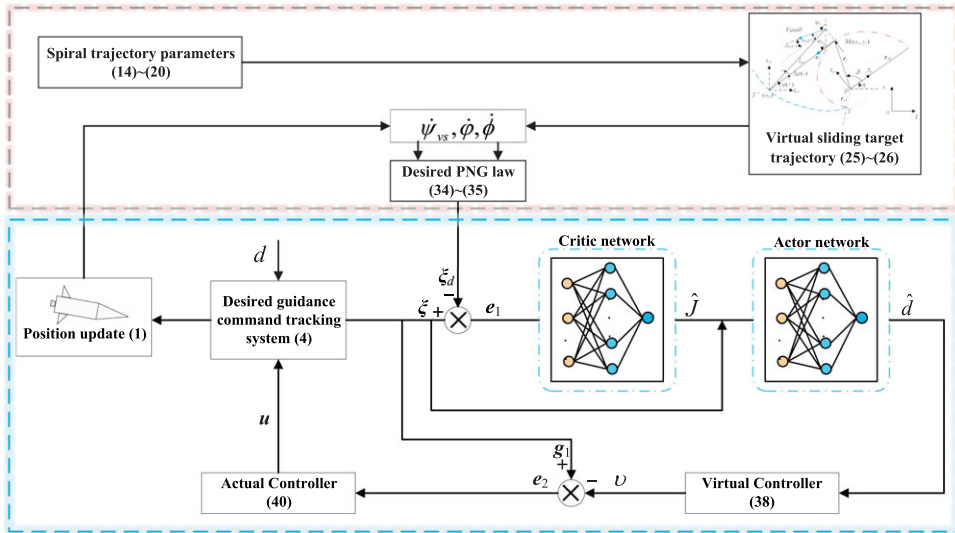 Spiral trajectory parameters
(14)~(20)
Virtual sliding target
trajectory (25)~(26)
ψ̇vs, φ̇, ϕ̇
Desired PNG law
(34)~(35)
Critic network
Actor network
d
ξd
−
ξ +
e1
Ĵ
d̂
Desired guidance
command tracking
system (4)
Position update (1)
u
g1
+
e2
−
υ
Actual Controller
(40)
Virtual Controller
(38)